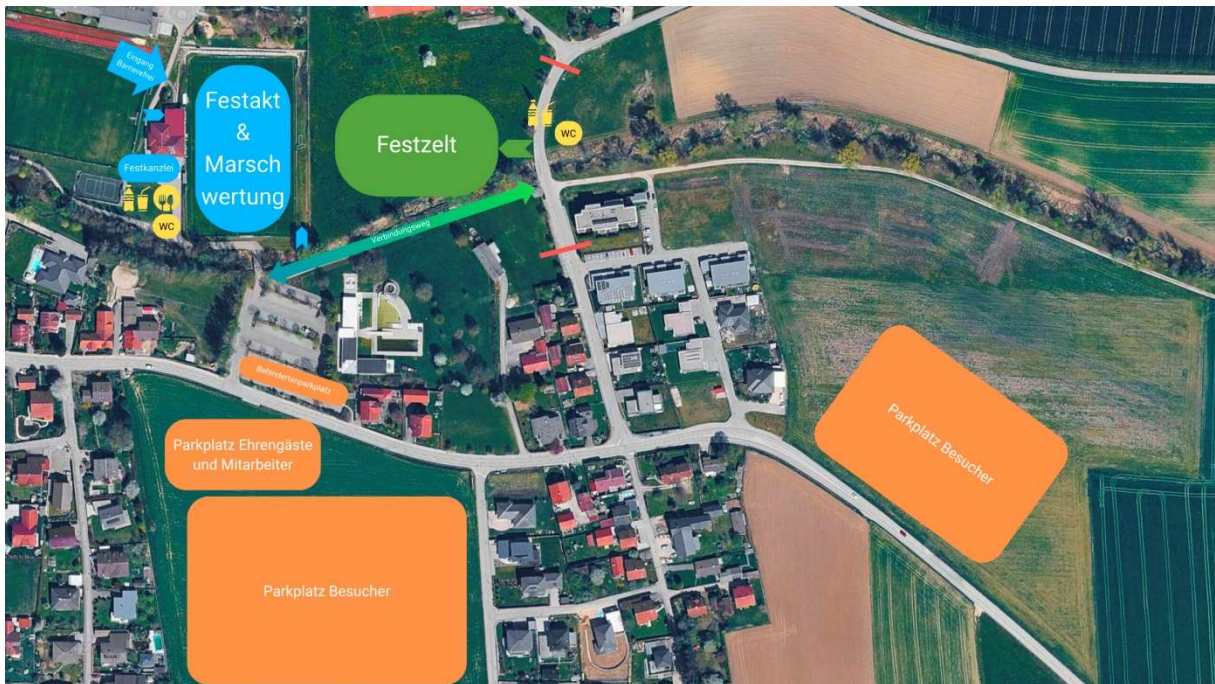 Eingang
Barrierefrei
Festakt
&
Marsch
wertung
Festzelt
WC
Festkanzlei
WC
Verbindungsweg
Behindertenparkplatz
Parkplatz Ehrengäste
und Mitarbeiter
Parkplatz Besucher
Parkplatz Besucher